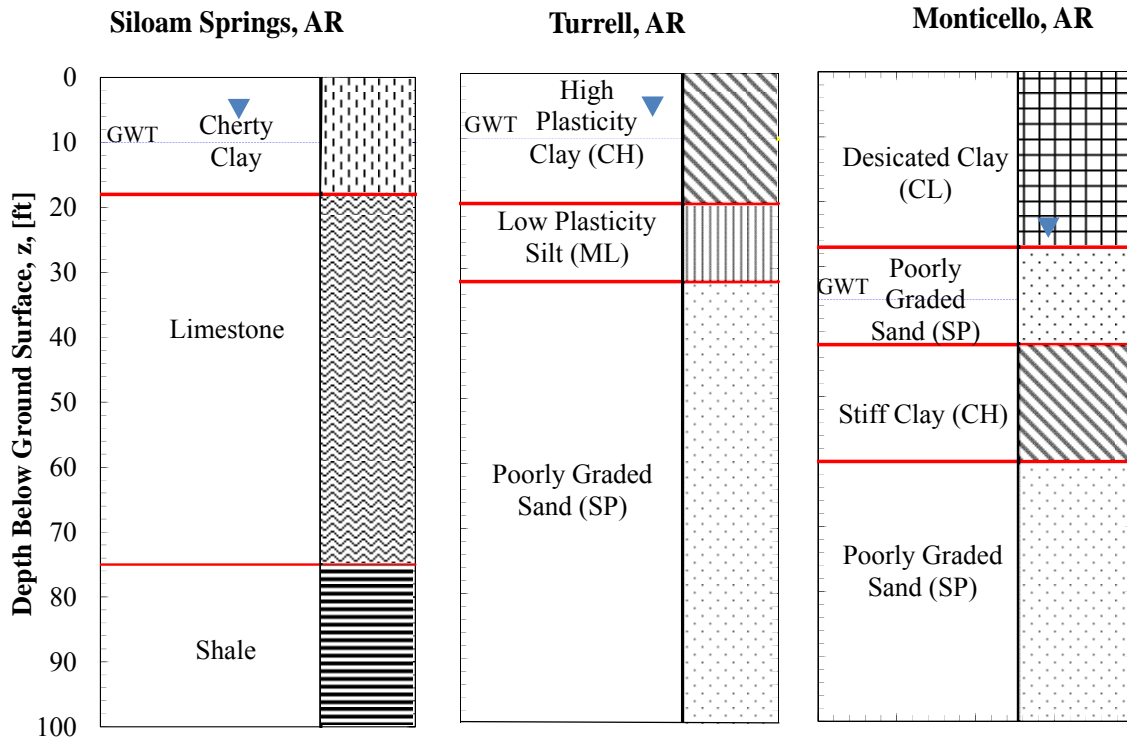 Siloam Springs, AR
Turrell, AR
Monticello, AR
Depth Below Ground Surface, z, [ft]
0
10
20
30
40
50
60
70
80
90
100
GWT
Cherty
Clay
Limestone
Shale
GWT
High
Plasticity
Clay (CH)
Low Plasticity
Silt (ML)
Poorly Graded
Sand (SP)
Desicated Clay
(CL)
GWT
Poorly
Graded
Sand (SP)
Stiff Clay (CH)
Poorly Graded
Sand (SP)